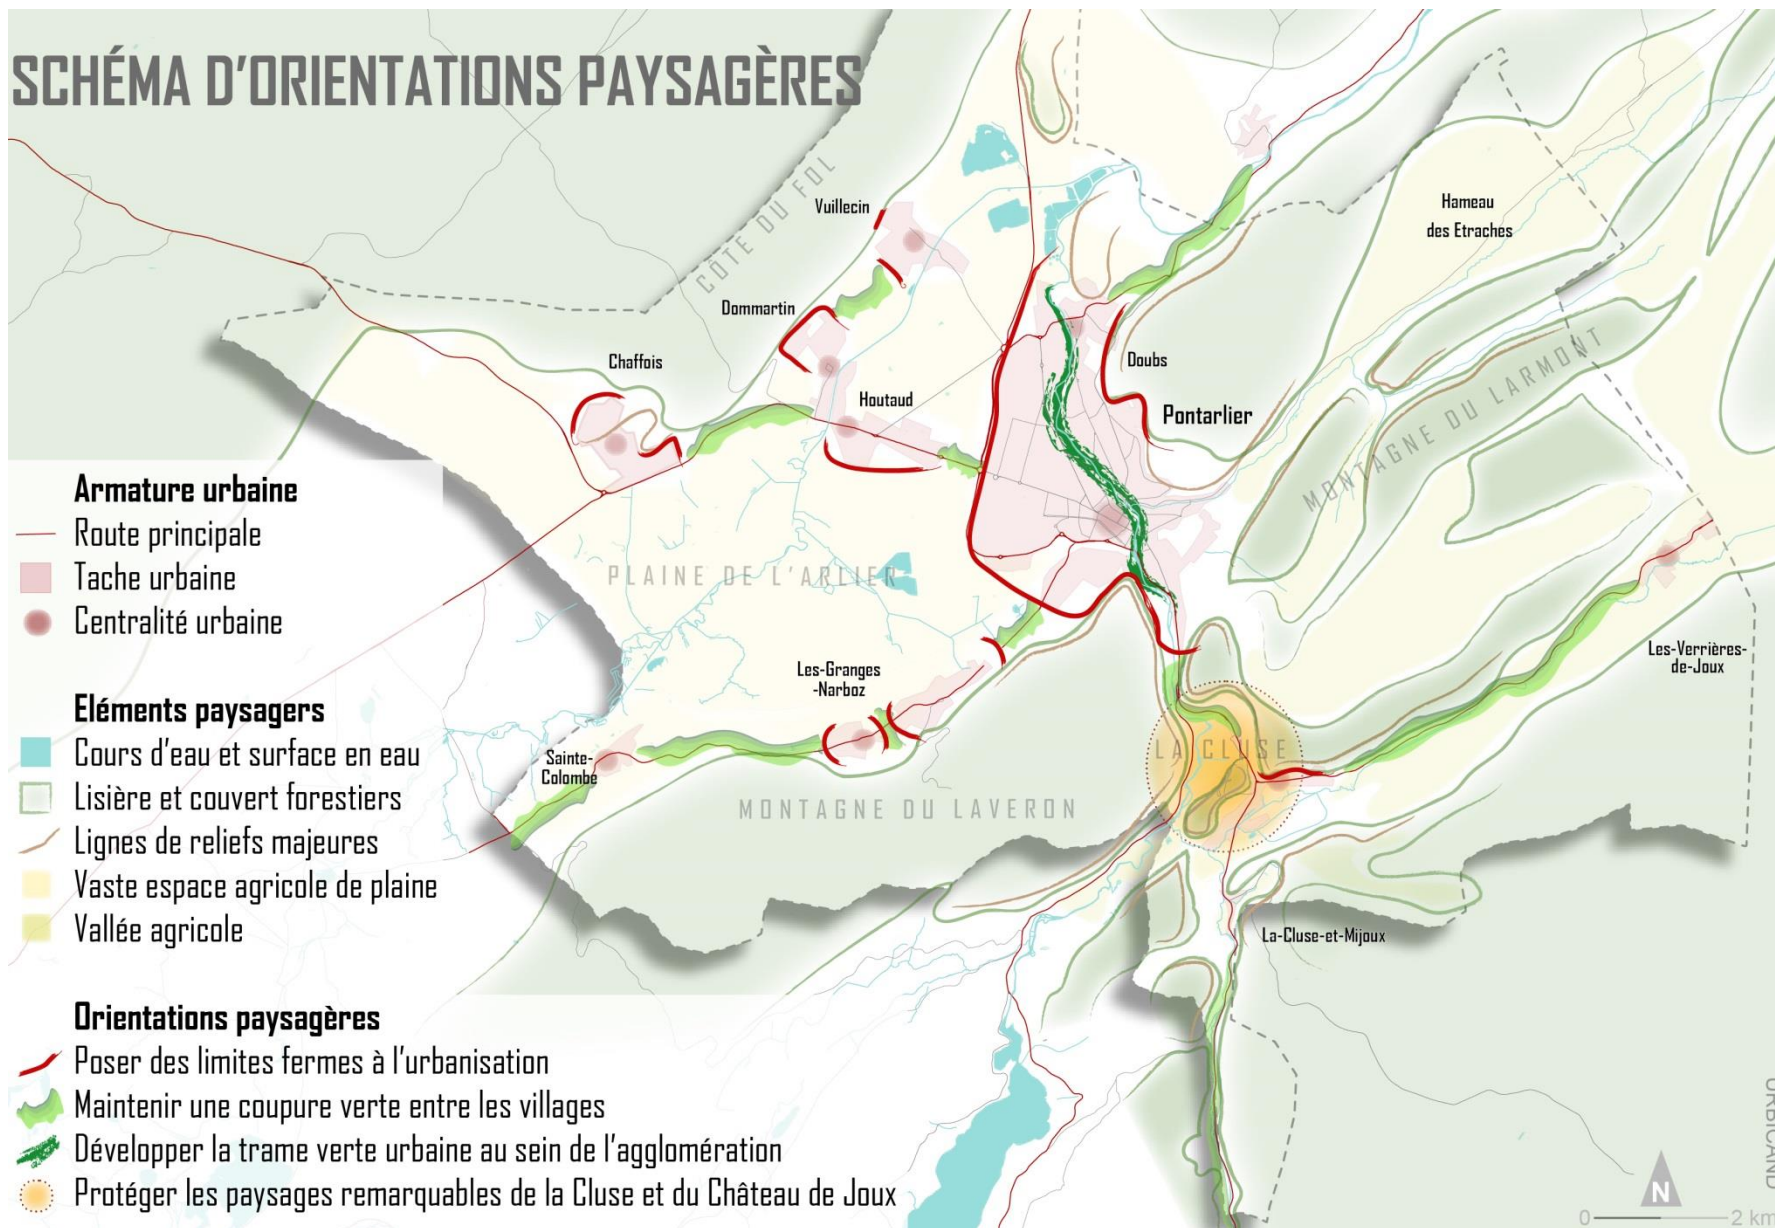 SCHÉMA D'ORIENTATIONS PAYSAGÈRES
CÔTE DU FOL
Vuillecin
Hameau
des Etraches
Dommartin
Chaffois
Doubs
Houtaud
Pontarlier
MONTAGNE DU LARMONT
PLAINE DE L'ARLIER
Les-Granges
-Narboz
Les-Verrières-
de-Joux
Sainte-
Colombe
LA CLUSE
MONTAGNE DU LAVERON
La-Cluse-et-Mijoux
Armature urbaine
Route principale
Tache urbaine
Centralité urbaine
Eléments paysagers
Cours d'eau et surface en eau
Lisière et couvert forestiers
Lignes de reliefs majeures
Vaste espace agricole de plaine
Vallée agricole
Orientations paysagères
Poser des limites fermes à l'urbanisation
Maintenir une coupure verte entre les villages
Développer la trame verte urbaine au sein de l'agglomération
Protéger les paysages remarquables de la Cluse et du Château de Joux
URBICAND
N
0 2 km